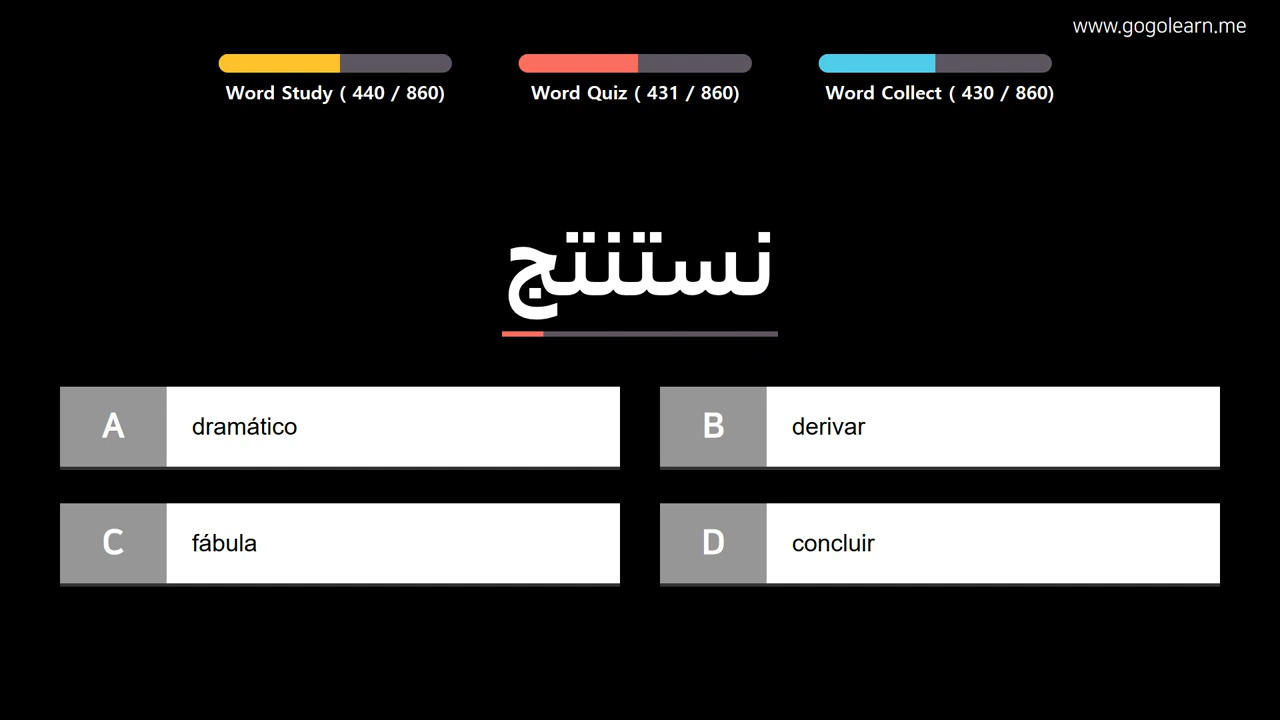 www.gogolearn.me
Word Study ( 440 / 860)
Word Quiz ( 431 / 860)
Word Collect ( 430 / 860)
نستنتج
A dramático
B derivar
C fábula
D concluir